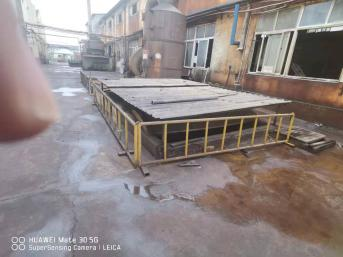 HUAWEI Mate 30 5G
SuperSensing Camera | LEICA